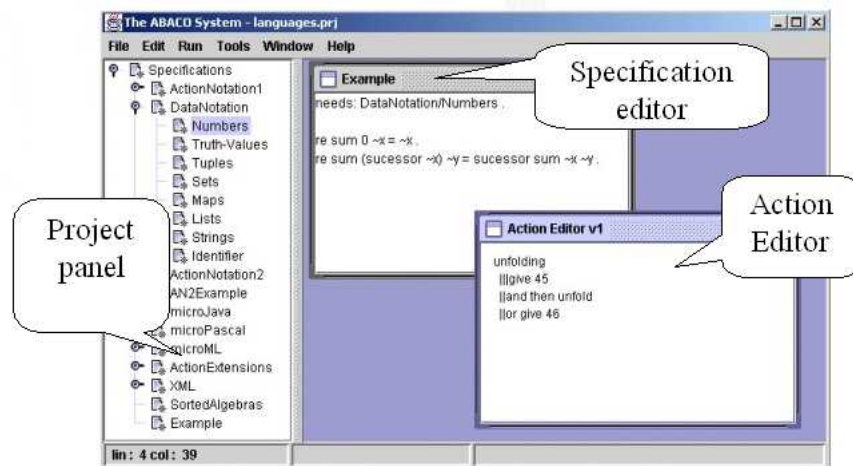 The ABACO System - languages.prj
File Edit Run Tools Window Help
Specifications
ActionNotation1
DataNotation
Numbers
Truth-Values
Tuples
Sets
Maps
Lists
Strings
Identifier
ActionNotation2
AN2Example
microJava
microPascal
microML
ActionExtensions
XML
SortedAlgebras
Example
Project
panel
Example
needs: DataNotation/Numbers .
re sum 0 ~x = ~x .
re sum (sucessor ~x) ~y = sucessor sum ~x ~y .
Specification
editor
Action Editor v1
unfolding
|||give 45
||and then unfold
||or give 46
Action
Editor
lin : 4 col : 39